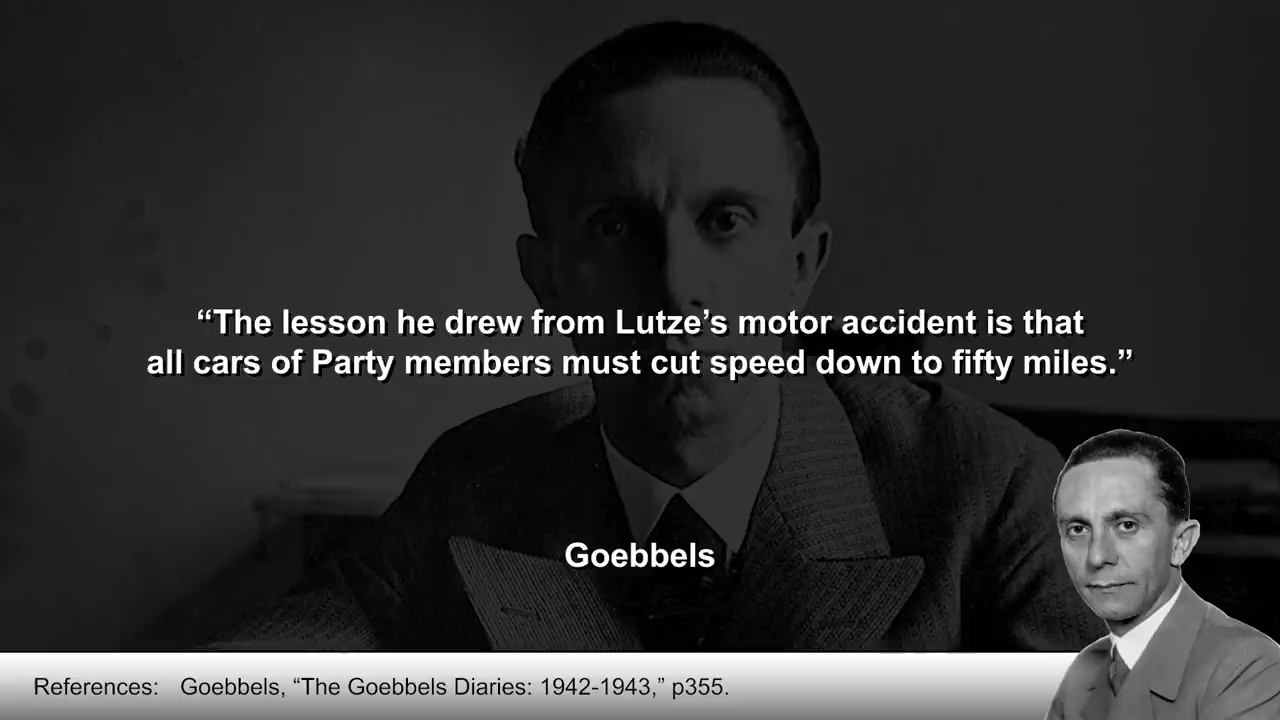 “The lesson he drew from Lutze’s motor accident is that
all cars of Party members must cut speed down to fifty miles.”
Goebbels
References: Goebbels, “The Goebbels Diaries: 1942-1943,” p355.